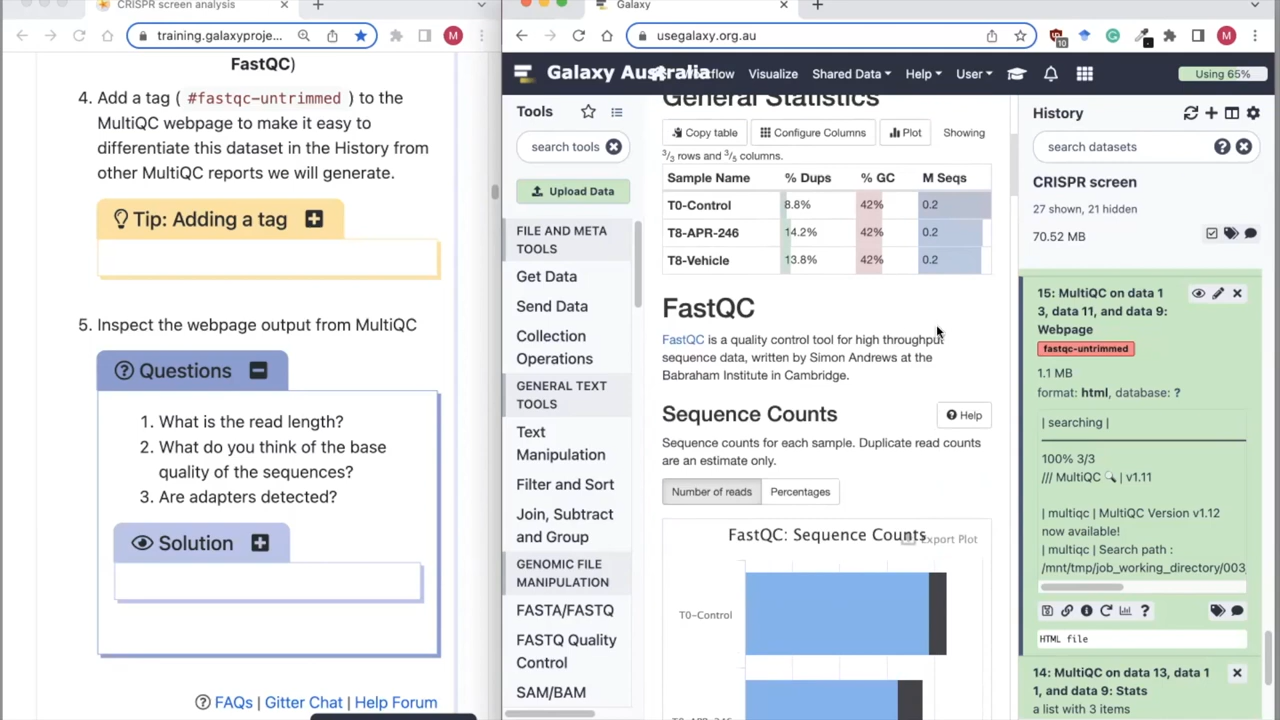 CRISPR screen analysis
training.galaxyproje...
M
FastQC)
4. Add a tag ( #fastqc-untrimmed ) to the
MultiQC webpage to make it easy to
differentiate this dataset in the History from
other MultiQC reports we will generate.
Tip: Adding a tag
5. Inspect the webpage output from MultiQC
Questions
1. What is the read length?
2. What do you think of the base
quality of the sequences?
3. Are adapters detected?
Solution
FAQs | Gitter Chat | Help Forum
Galaxy
usegalaxy.org.au
10
M
Galaxy Australia
Visualize
Shared Data
Help
User
Using 65%
Tools
search tools
Upload Data
FILE AND META
TOOLS
Get Data
Send Data
Collection
Operations
GENERAL TEXT
TOOLS
Text
Manipulation
Filter and Sort
Join, Subtract
and Group
GENOMIC FILE
MANIPULATION
FASTA/FASTQ
FASTQ Quality
Control
SAM/BAM
General Statistics
Copy table
Configure Columns
Plot
Showing
3/3 rows and 3/5 columns.
Sample Name % Dups % GC M Seqs
T0-Control 8.8% 42% 0.2
T8-APR-246 14.2% 42% 0.2
T8-Vehicle 13.8% 42% 0.2
FastQC
FastQC is a quality control tool for high throughput
sequence data, written by Simon Andrews at the
Babraham Institute in Cambridge.
Sequence Counts
Help
Sequence counts for each sample. Duplicate read counts
are an estimate only.
Number of reads
Percentages
FastQC: Sequence Counts
Export Plot
T0-Control
History
search datasets
CRISPR screen
27 shown, 21 hidden
70.52 MB
15: MultiQC on data 1
3, data 11, and data 9:
Webpage
fastqc-untrimmed
1.1 MB
format: html, database: ?
| searching |
100% 3/3
/// MultiQC 🔍 | v1.11
| multiqc | MultiQC Version v1.12
now available!
| multiqc | Search path :
/mnt/tmp/job_working_directory/003
HTML file
14: MultiQC on data 13, data 1
1, and data 9: Stats
a list with 3 items